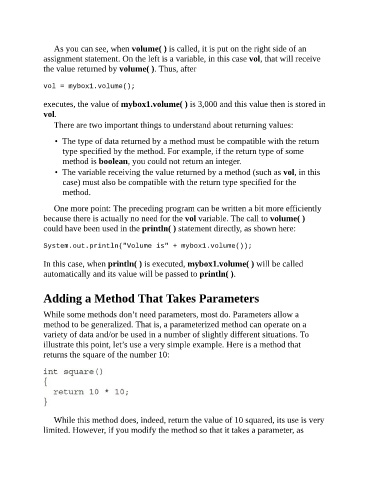 As you can see, when volume( ) is called, it is put on the right side of an
assignment statement. On the left is a variable, in this case vol, that will receive
the value returned by volume( ). Thus, after
vol = mybox1.volume();
executes, the value of mybox1.volume( ) is 3,000 and this value then is stored in
vol.
There are two important things to understand about returning values:
• The type of data returned by a method must be compatible with the return
type specified by the method. For example, if the return type of some
method is boolean, you could not return an integer.
• The variable receiving the value returned by a method (such as vol, in this
case) must also be compatible with the return type specified for the
method.
One more point: The preceding program can be written a bit more efficiently
because there is actually no need for the vol variable. The call to volume( )
could have been used in the println( ) statement directly, as shown here:
System.out.println("Volume is" + mybox1.volume());
In this case, when println( ) is executed, mybox1.volume( ) will be called
automatically and its value will be passed to println( ).
Adding a Method That Takes Parameters
While some methods don’t need parameters, most do. Parameters allow a
method to be generalized. That is, a parameterized method can operate on a
variety of data and/or be used in a number of slightly different situations. To
illustrate this point, let’s use a very simple example. Here is a method that
returns the square of the number 10:
int square()
{
  return 10 * 10;
}
While this method does, indeed, return the value of 10 squared, its use is very
limited. However, if you modify the method so that it takes a parameter, as